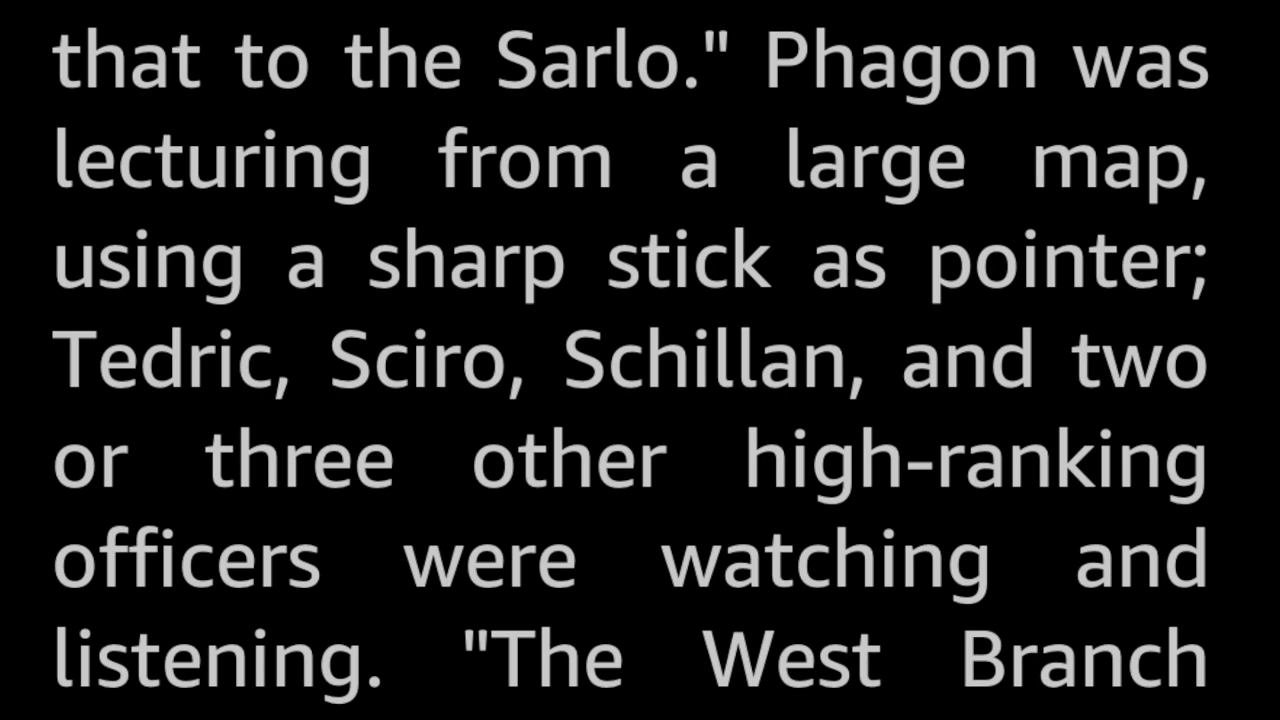 that to the Sarlo." Phagon was
lecturing from a large map,
using a sharp stick as pointer;
Tedric, Sciro, Schillan, and two
or three other high-ranking
officers were watching and
listening. "The West Branch